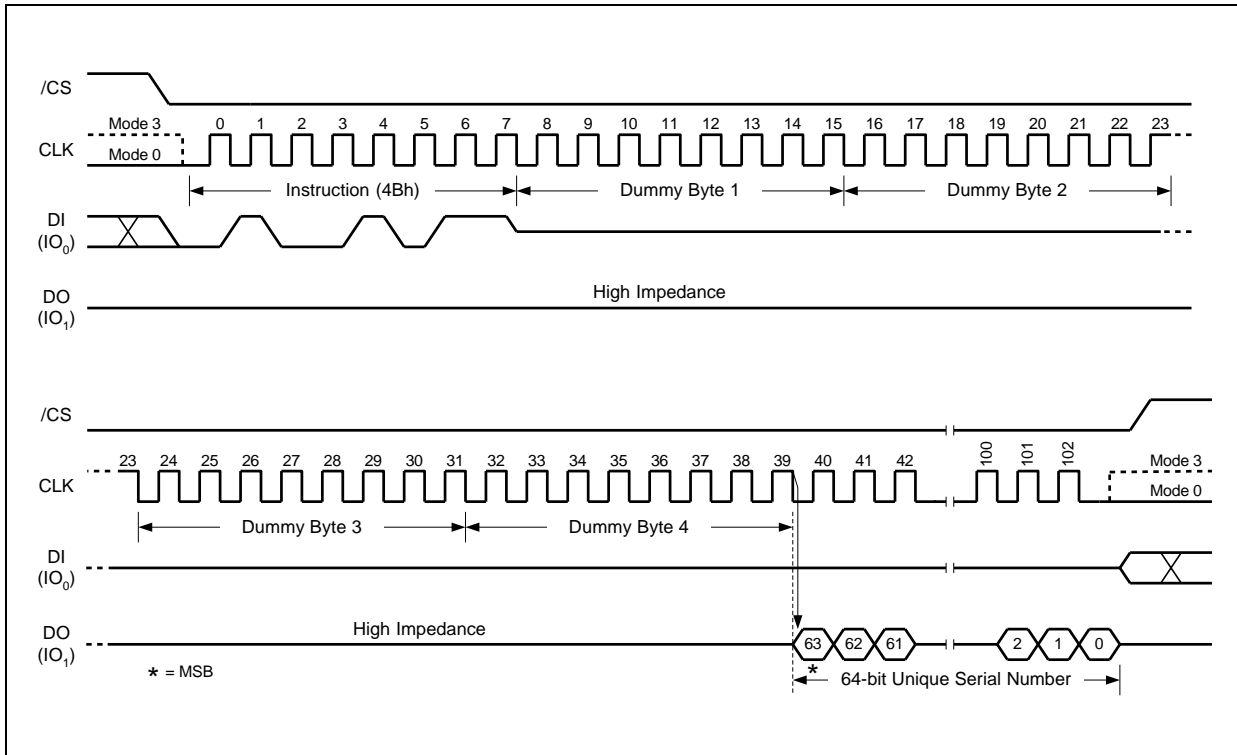 /CS
Mode 3
0 1 2 3 4 5 6 7 8 9 10 11 12 13 14 15 16 17 18 19 20 21 22 23
CLK
Mode 0
Instruction (4Bh) Dummy Byte 1 Dummy Byte 2
DI
(IO0)
High Impedance
DO
(IO1)
/CS
23 24 25 26 27 28 29 30 31 32 33 34 35 36 37 38 39 40 41 42 100 101 102
Mode 3
CLK
Mode 0
Dummy Byte 3 Dummy Byte 4
DI
(IO0)
High Impedance
DO
(IO1)
63 62 61 2 1 0
* = MSB
*
64-bit Unique Serial Number